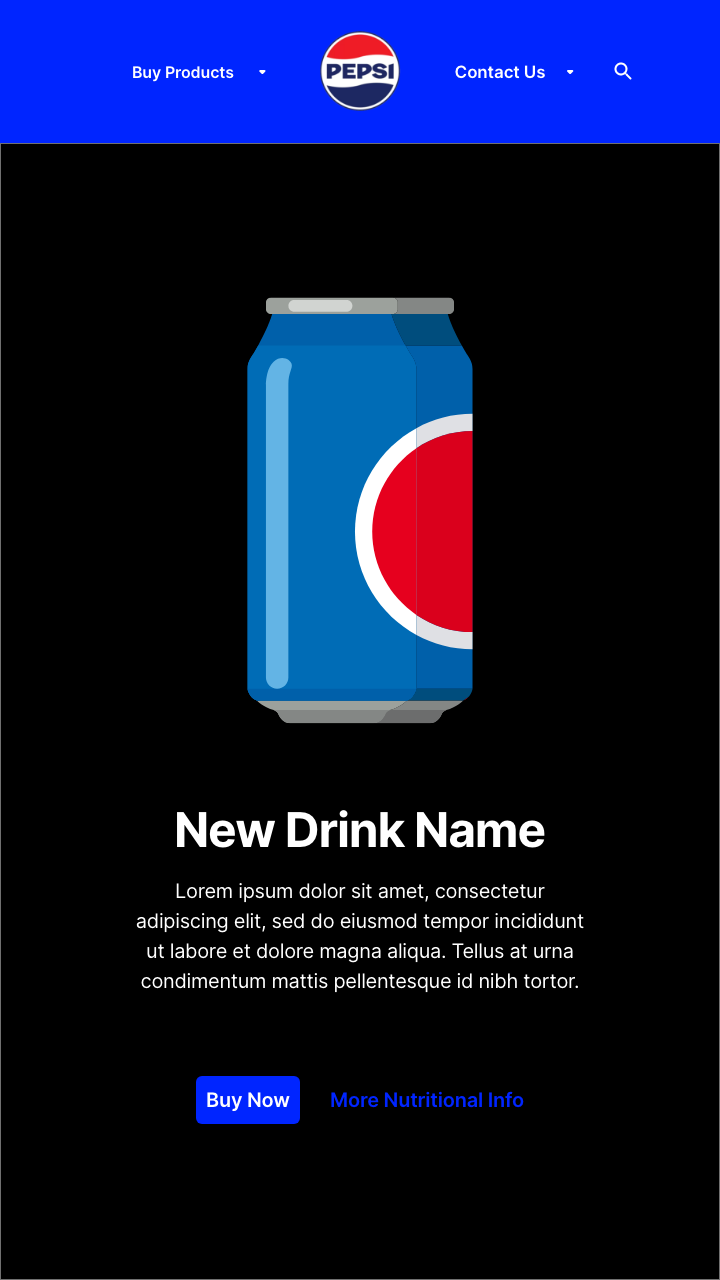 Buy Products
PEPSI
Contact Us
New Drink Name
Lorem ipsum dolor sit amet, consectetur
adipiscing elit, sed do eiusmod tempor incididunt
ut labore et dolore magna aliqua. Tellus at urna
condimentum mattis pellentesque id nibh tortor.
Buy Now
More Nutritional Info